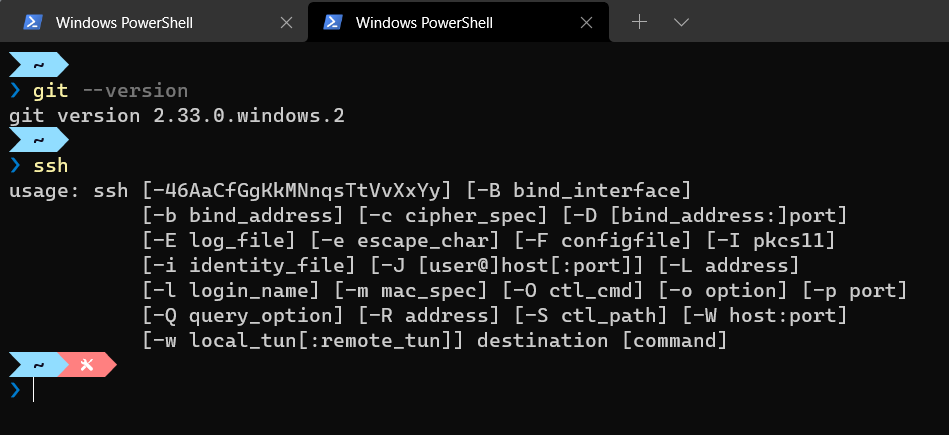 Windows PowerShell
Windows PowerShell
~
❯ git --version
git version 2.33.0.windows.2
~
❯ ssh
usage: ssh [-46AaCfGgKkMNnqsTtVvXxYy] [-B bind_interface]
           [-b bind_address] [-c cipher_spec] [-D [bind_address:]port]
           [-E log_file] [-e escape_char] [-F configfile] [-I pkcs11]
           [-i identity_file] [-J [user@]host[:port]] [-L address]
           [-l login_name] [-m mac_spec] [-O ctl_cmd] [-o option] [-p port]
           [-Q query_option] [-R address] [-S ctl_path] [-W host:port]
           [-w local_tun[:remote_tun]] destination [command]
~
❯